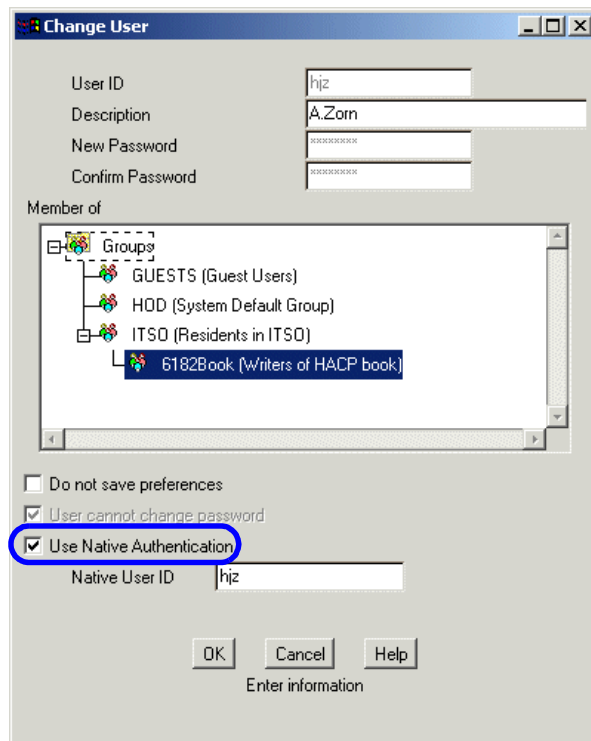 Change User
User ID hjz
Description A.Zorn
New Password ********
Confirm Password ********
Member of
Groups
GUESTS (Guest Users)
HOD (System Default Group)
ITSO (Residents in ITSO)
6182Book (Writers of HACP book)
Do not save preferences
User cannot change password
Use Native Authentication
Native User ID hjz
OK Cancel Help
Enter information